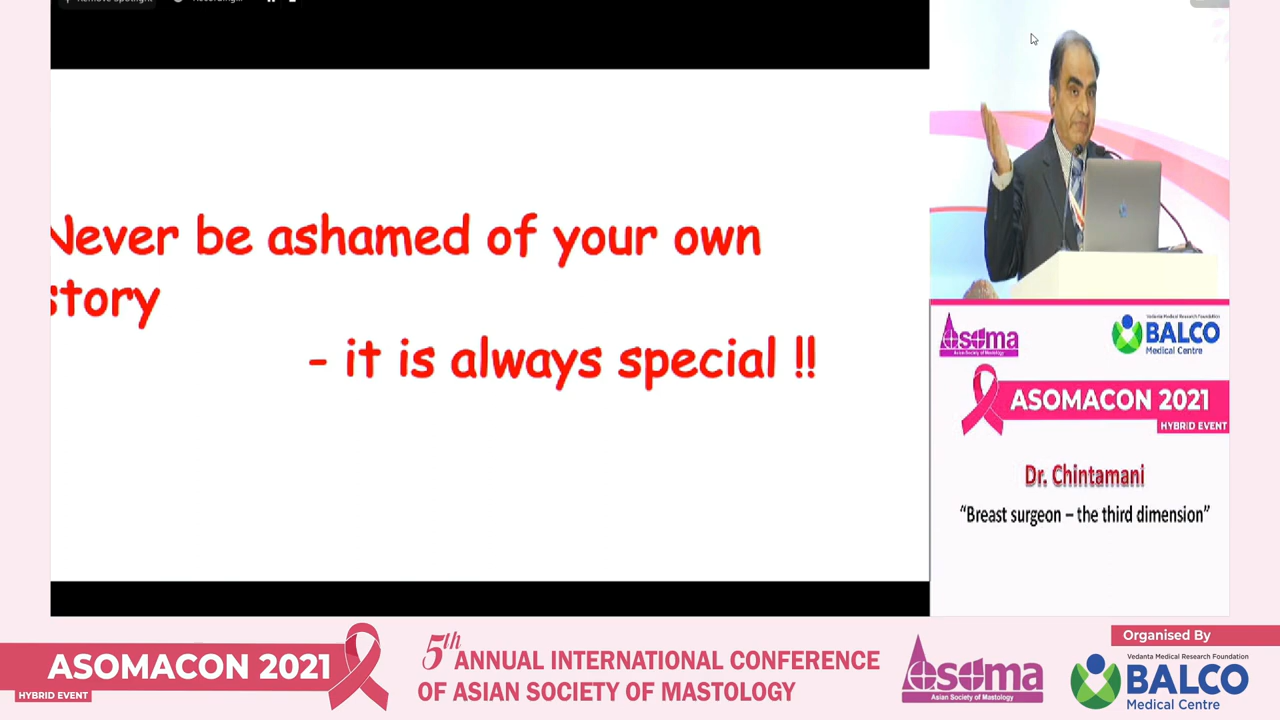 Never be ashamed of your own
story
- it is always special !!
Asoma
Asian Society of Mastology
Vedanta Medical Research Foundation
BALCO
Medical Centre
ASOMACON 2021
HYBRID EVENT
Dr. Chintamani
“Breast surgeon – the third dimension”
ASOMACON 2021
HYBRID EVENT
5th ANNUAL INTERNATIONAL CONFERENCE
OF ASIAN SOCIETY OF MASTOLOGY
Asoma
Asian Society of Mastology
Organised By
Vedanta Medical Research Foundation
BALCO
Medical Centre